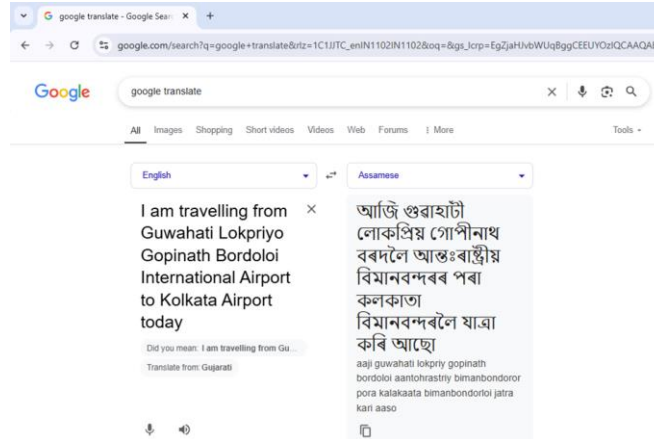 google translate - Google Sear
google.com/search?q=google+translate&rlz=1C1JJTC_enIN1102IN1102&oq=&gs_lcrp=EgZjaHJvbWUqBggCEEUYOzIQCAAQA
Google
google translate
All Images Shopping Short videos Videos Web Forums More Tools
English Assamese
I am travelling from
Guwahati Lokpriyo
Gopinath Bordoloi
International Airport
to Kolkata Airport
today
Did you mean: I am travelling from Gu...
Translate from: Gujarati
আজি গুৱাহাটী
লোকপ্ৰিয় গোপীনাথ
বৰদলৈ আন্তঃৰাষ্ট্ৰীয়
বিমানবন্দৰৰ পৰা
কলকাতা
বিমানবন্দৰলৈ যাত্ৰা
কৰি আছো
aaji guwahati lokpriy gopinath
bordoloi aantohrastriy bimanbondoror
pora kalakaata bimanbondorloi jatra
kari aaso